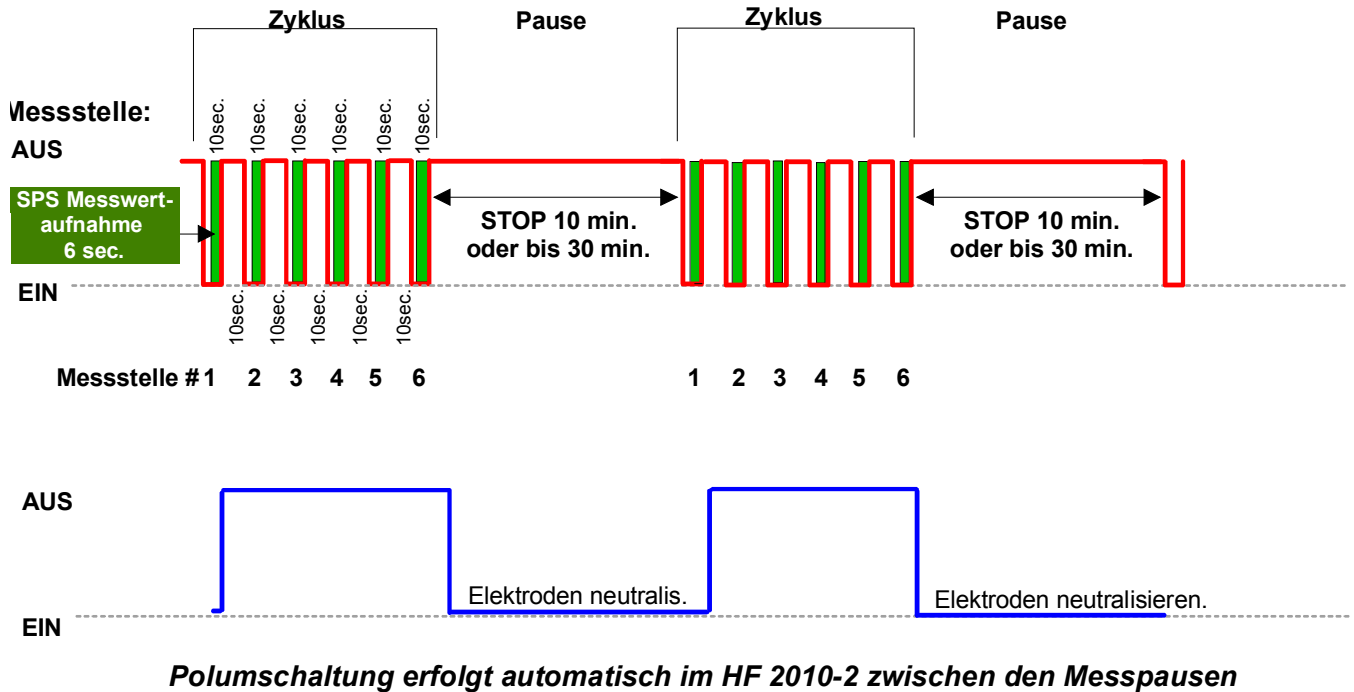 Zyklus Pause Zyklus Pause
Messstelle:
10sec. 10sec. 10sec. 10sec. 10sec. 10sec.
AUS
SPS Messwert-
aufnahme
6 sec.
STOP 10 min.
oder bis 30 min.
STOP 10 min.
oder bis 30 min.
EIN
10sec. 10sec. 10sec. 10sec. 10sec.
Messstelle # 1 2 3 4 5 6 1 2 3 4 5 6
AUS
Elektroden neutralis.
Elektroden neutralisieren.
EIN
Polumschaltung erfolgt automatisch im HF 2010-2 zwischen den Messpausen